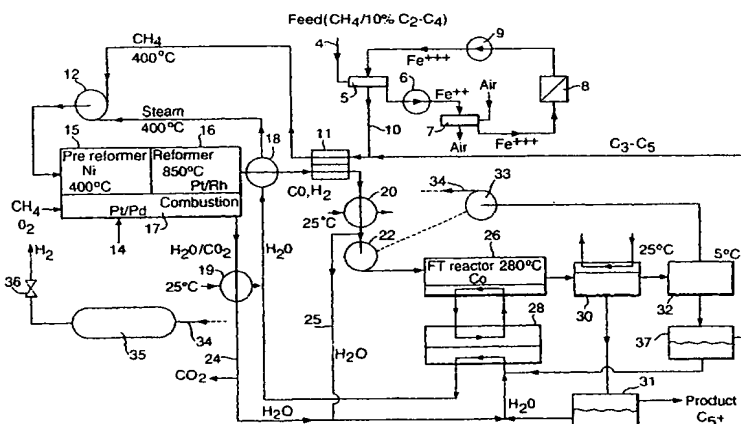 Feed(CH4/10% C2-C4)
4
9
Fe+++
CH4
400°C
12
6
8
5
Fe++
Air
7
Steam
400°C
15
16
11
10
Air
Fe+++
18
C3-C5
Pre reformer
Ni
400°C
Reformer
850°C
Pt/Rh
CO,H2
20
34
33
25°C
CH4
O2
Pt/Pd
Combustion
17
14
H2O/CO2
H2O
22
26
25°C
5°C
H2
36
19
25°C
FT reactor 280°C
Co
30
32
25
28
37
34
35
24
H2O
CO2
31
H2O
H2O
Product
C5+